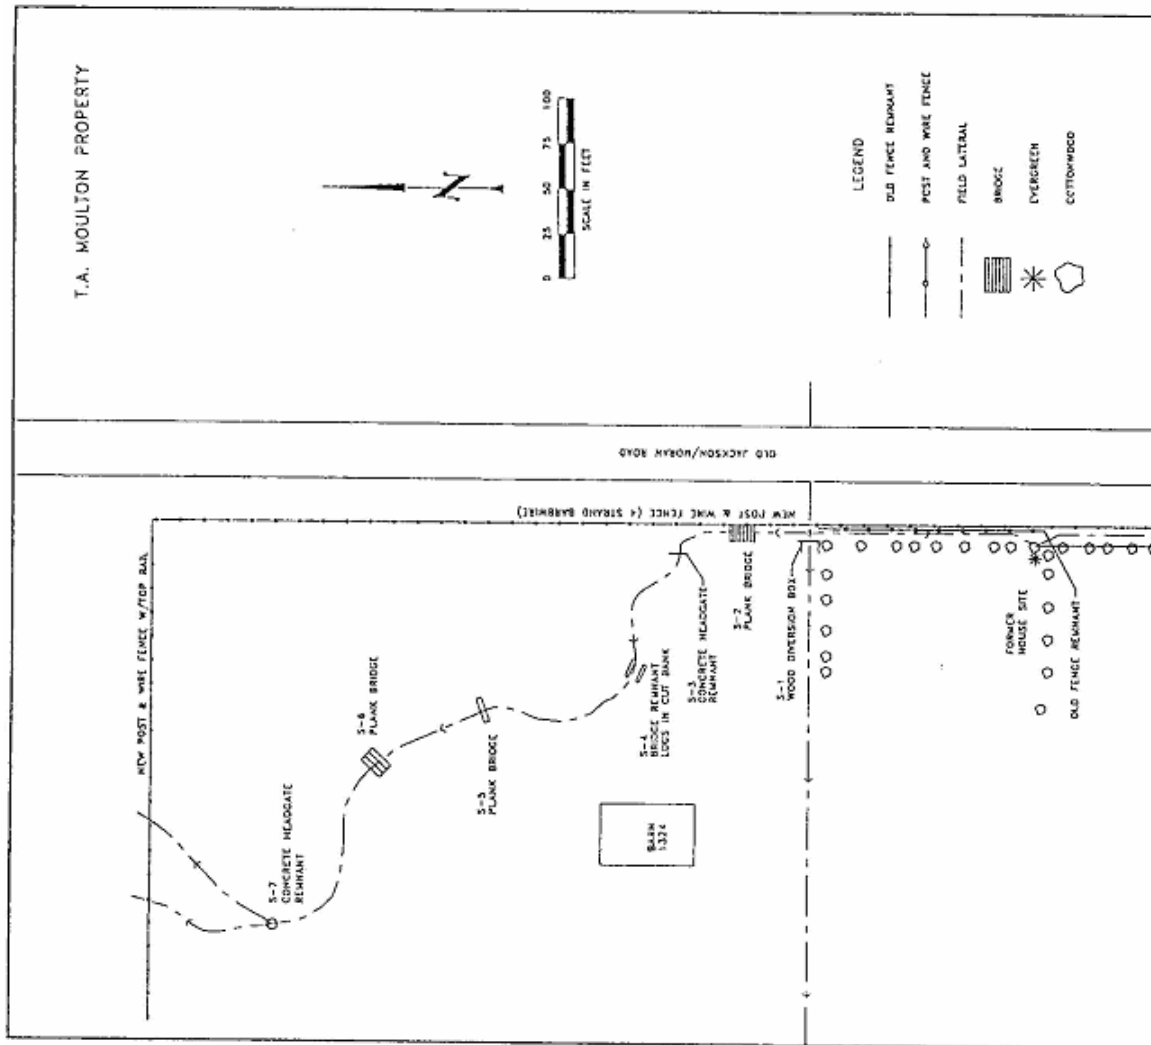 T.A. MOULTON PROPERTY
N
0 25 50 75 100
SCALE IN FEET
LEGEND
OLD FENCE REMNANT
POST AND WIRE FENCE
FIELD LATERAL
BRIDGE
EVERGREEN
COTTONWOOD
OLD JACKSON/MORAN ROAD
NEW POST & WIRE FENCE (4 STRAND BARBWIRE)
NEW POST & WIRE FENCE W/TOP RAIL
S-7
CONCRETE HEADGATE
REMNANT
S-6
PLANK BRIDGE
S-5
PLANK BRIDGE
S-4
BRIDGE REMNANT
LOGS IN CUT BANK
S-3
CONCRETE HEADGATE
REMNANT
S-2
PLANK BRIDGE
S-1
WOOD DIVERSION BOX
BARN
1324
FORMER
HOUSE SITE
OLD FENCE REMNANT